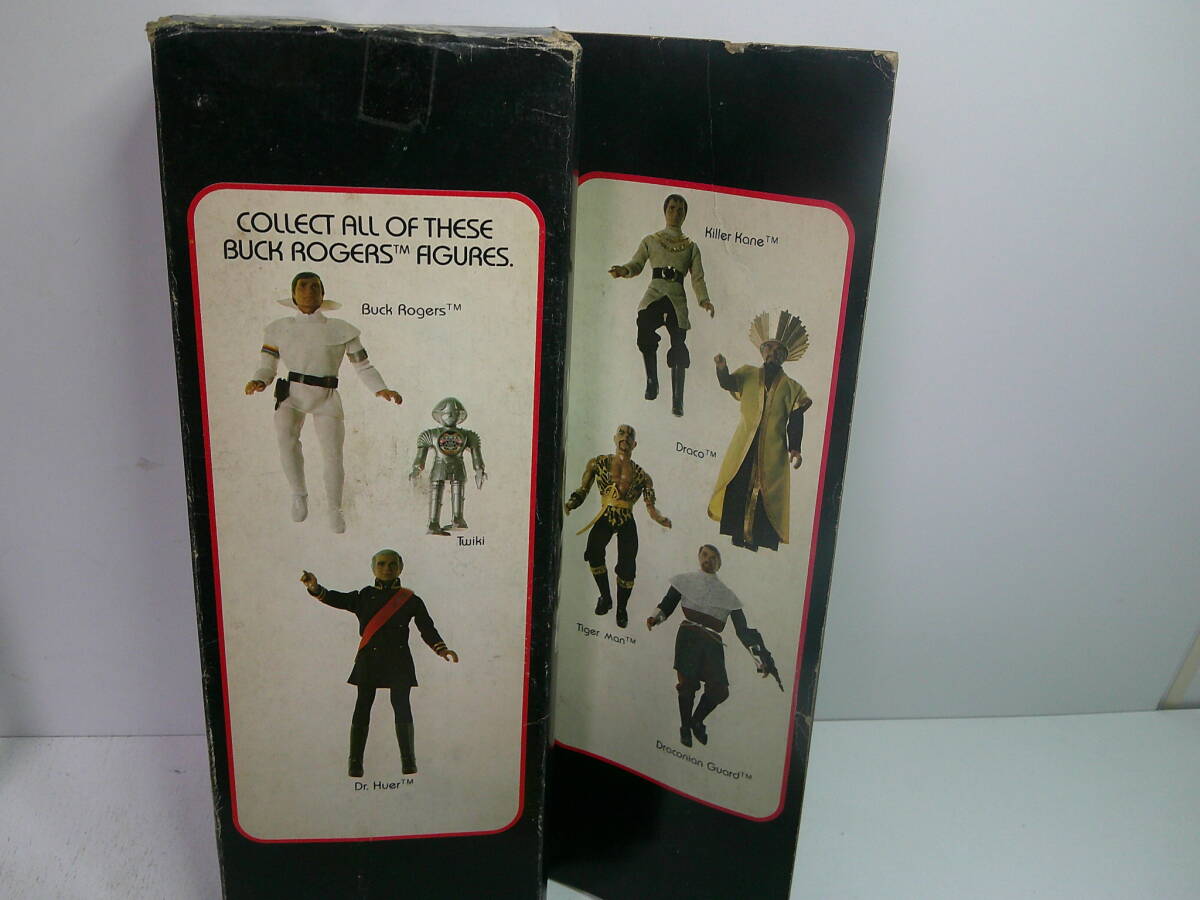 COLLECT ALL OF THESE
BUCK ROGERS™ FIGURES.
Buck Rogers™
Twiki
Dr. Huer™
Killer Kane™
Draco™
Tiger Man™
Draconian Guard™